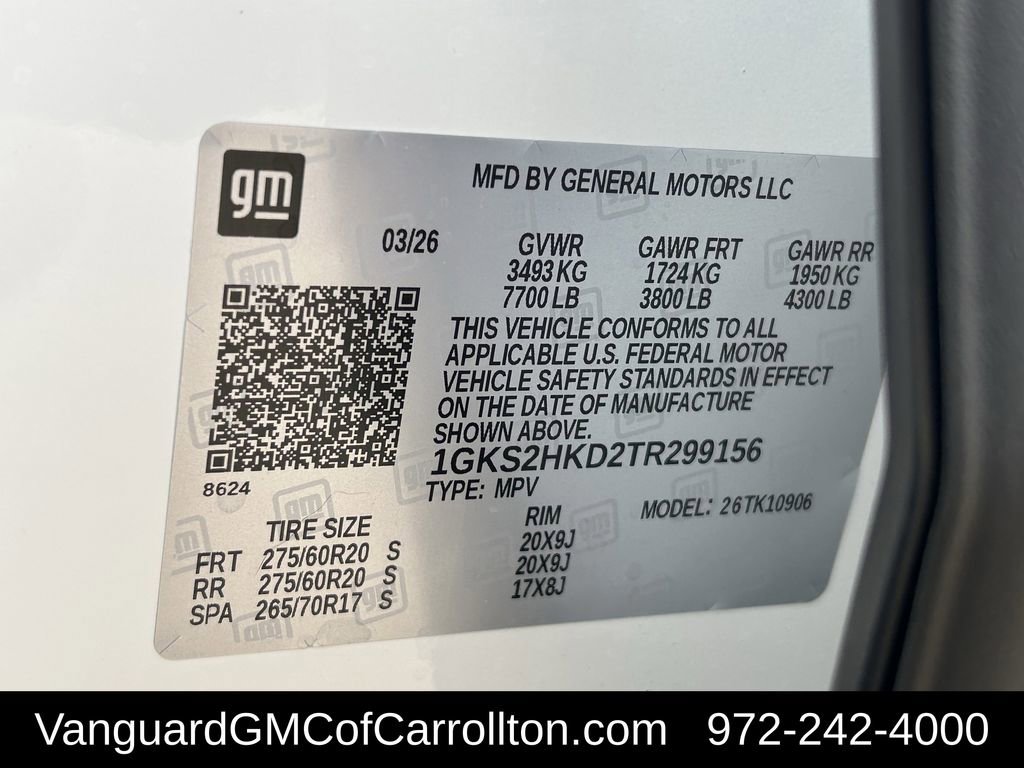 gm
MFD BY GENERAL MOTORS LLC
03/26 GVWR GAWR FRT GAWR RR
3493 KG 1724 KG 1950 KG
7700 LB 3800 LB 4300 LB
THIS VEHICLE CONFORMS TO ALL
APPLICABLE U.S. FEDERAL MOTOR
VEHICLE SAFETY STANDARDS IN EFFECT
ON THE DATE OF MANUFACTURE
SHOWN ABOVE.
1GKS2HKD2TR299156
8624 TYPE: MPV MODEL: 26TK10906
TIRE SIZE RIM
FRT 275/60R20 S 20X9J
RR 275/60R20 S 20X9J
SPA 265/70R17 S 17X8J
VanguardGMCofCarrollton.com 972-242-4000